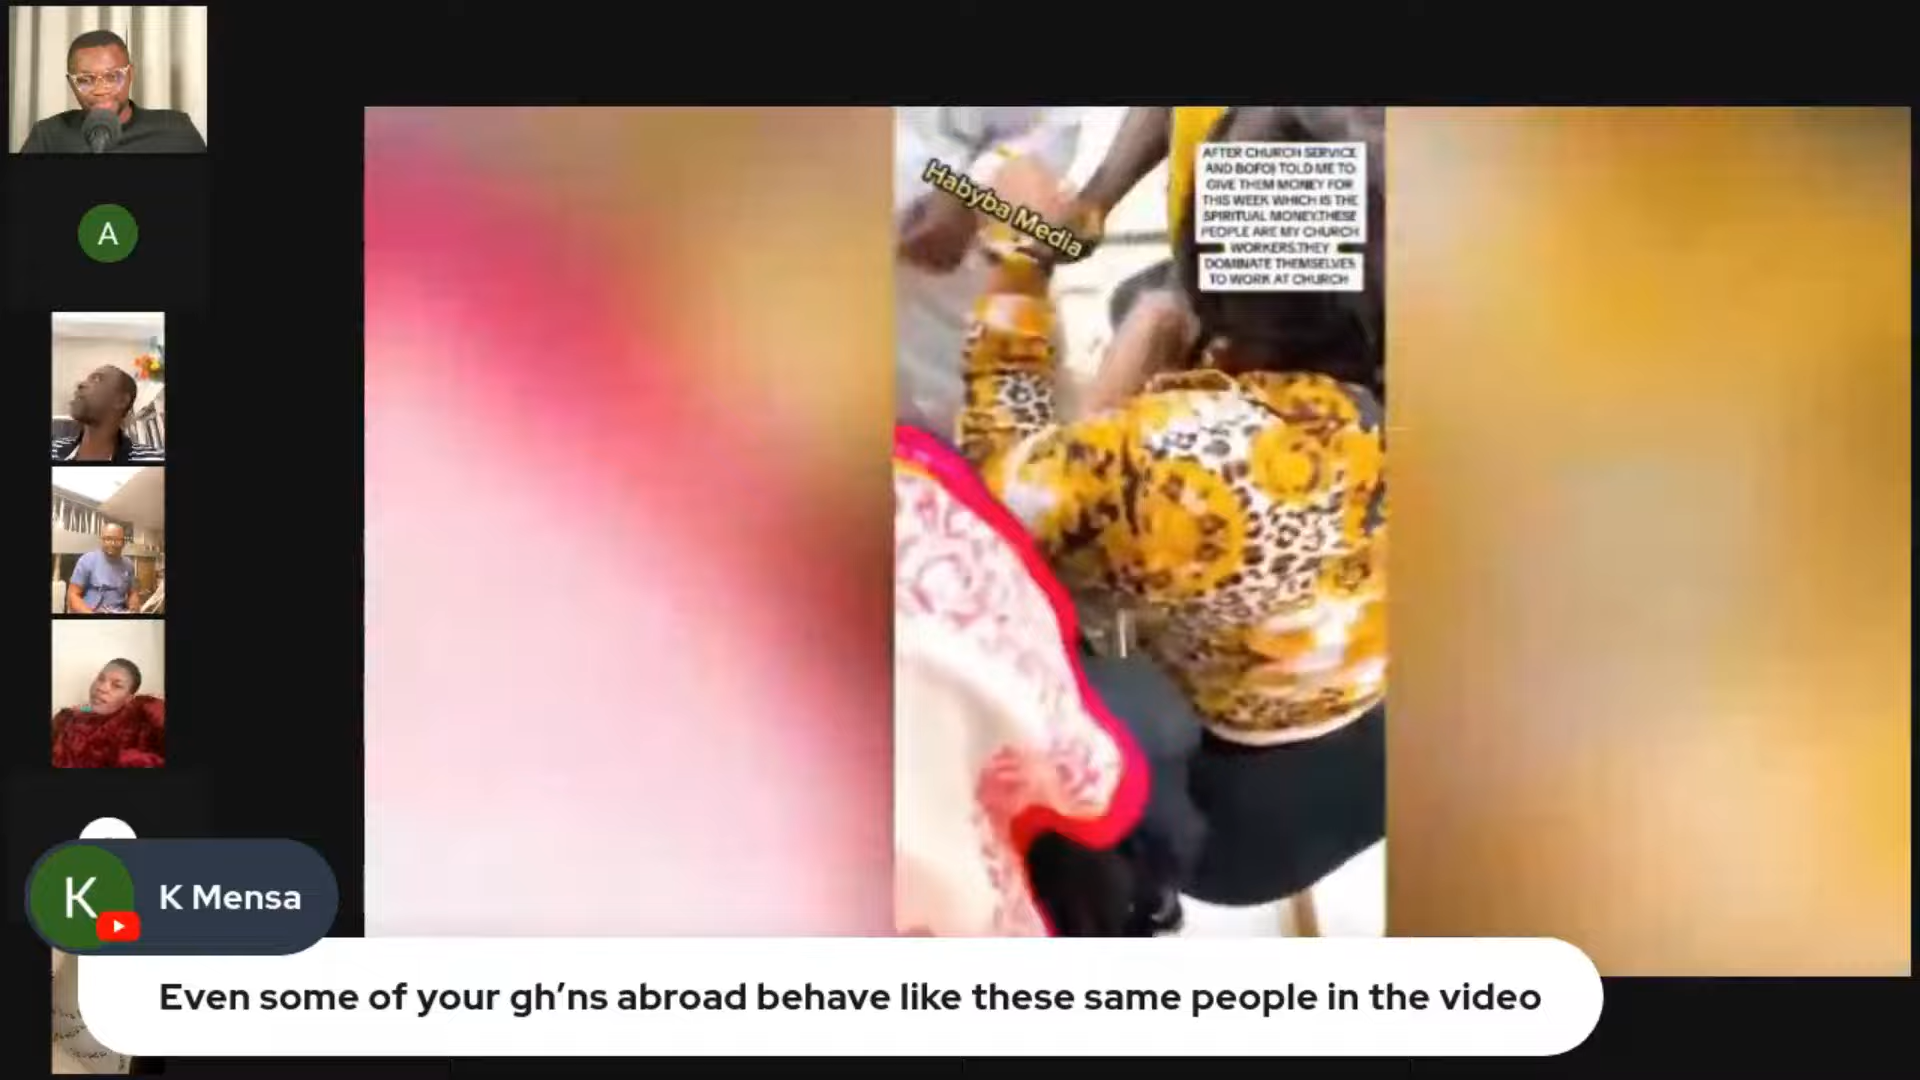 A
Habyba Media
AFTER CHURCH SERVICE
AND BOFO) TOLD ME TO
GIVE THEM MONEY FOR
THIS WEEK WHICH IS THE
SPIRITUAL MONEY.THESE
PEOPLE ARE MY CHURCH
WORKERS.THEY
DOMINATE THEMSELVES
TO WORK AT CHURCH
K
K Mensa
Even some of your gh’ns abroad behave like these same people in the video